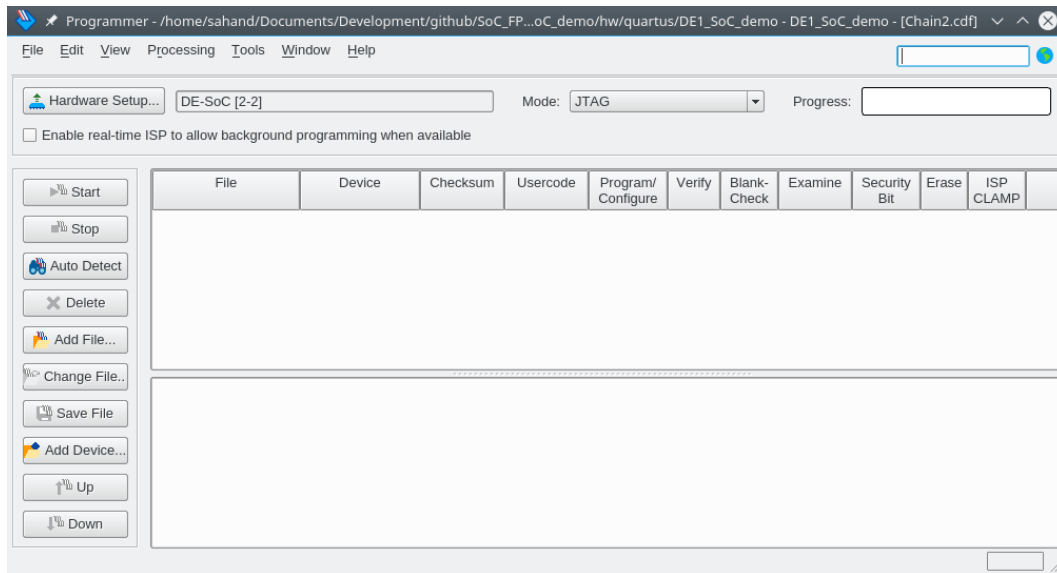 Programmer - /home/sahand/Documents/Development/github/SoC_FP...oC_demo/hw/quartus/DE1_SoC_demo - DE1_SoC_demo - [Chain2.cdf]
File Edit View Processing Tools Window Help
Hardware Setup... DE-SoC [2-2] Mode: JTAG Progress:
Enable real-time ISP to allow background programming when available
File Device Checksum Usercode Program/ Verify Blank- Examine Security Erase ISP
Configure Check Bit CLAMP
Start
Stop
Auto Detect
Delete
Add File...
Change File..
Save File
Add Device...
Up
Down